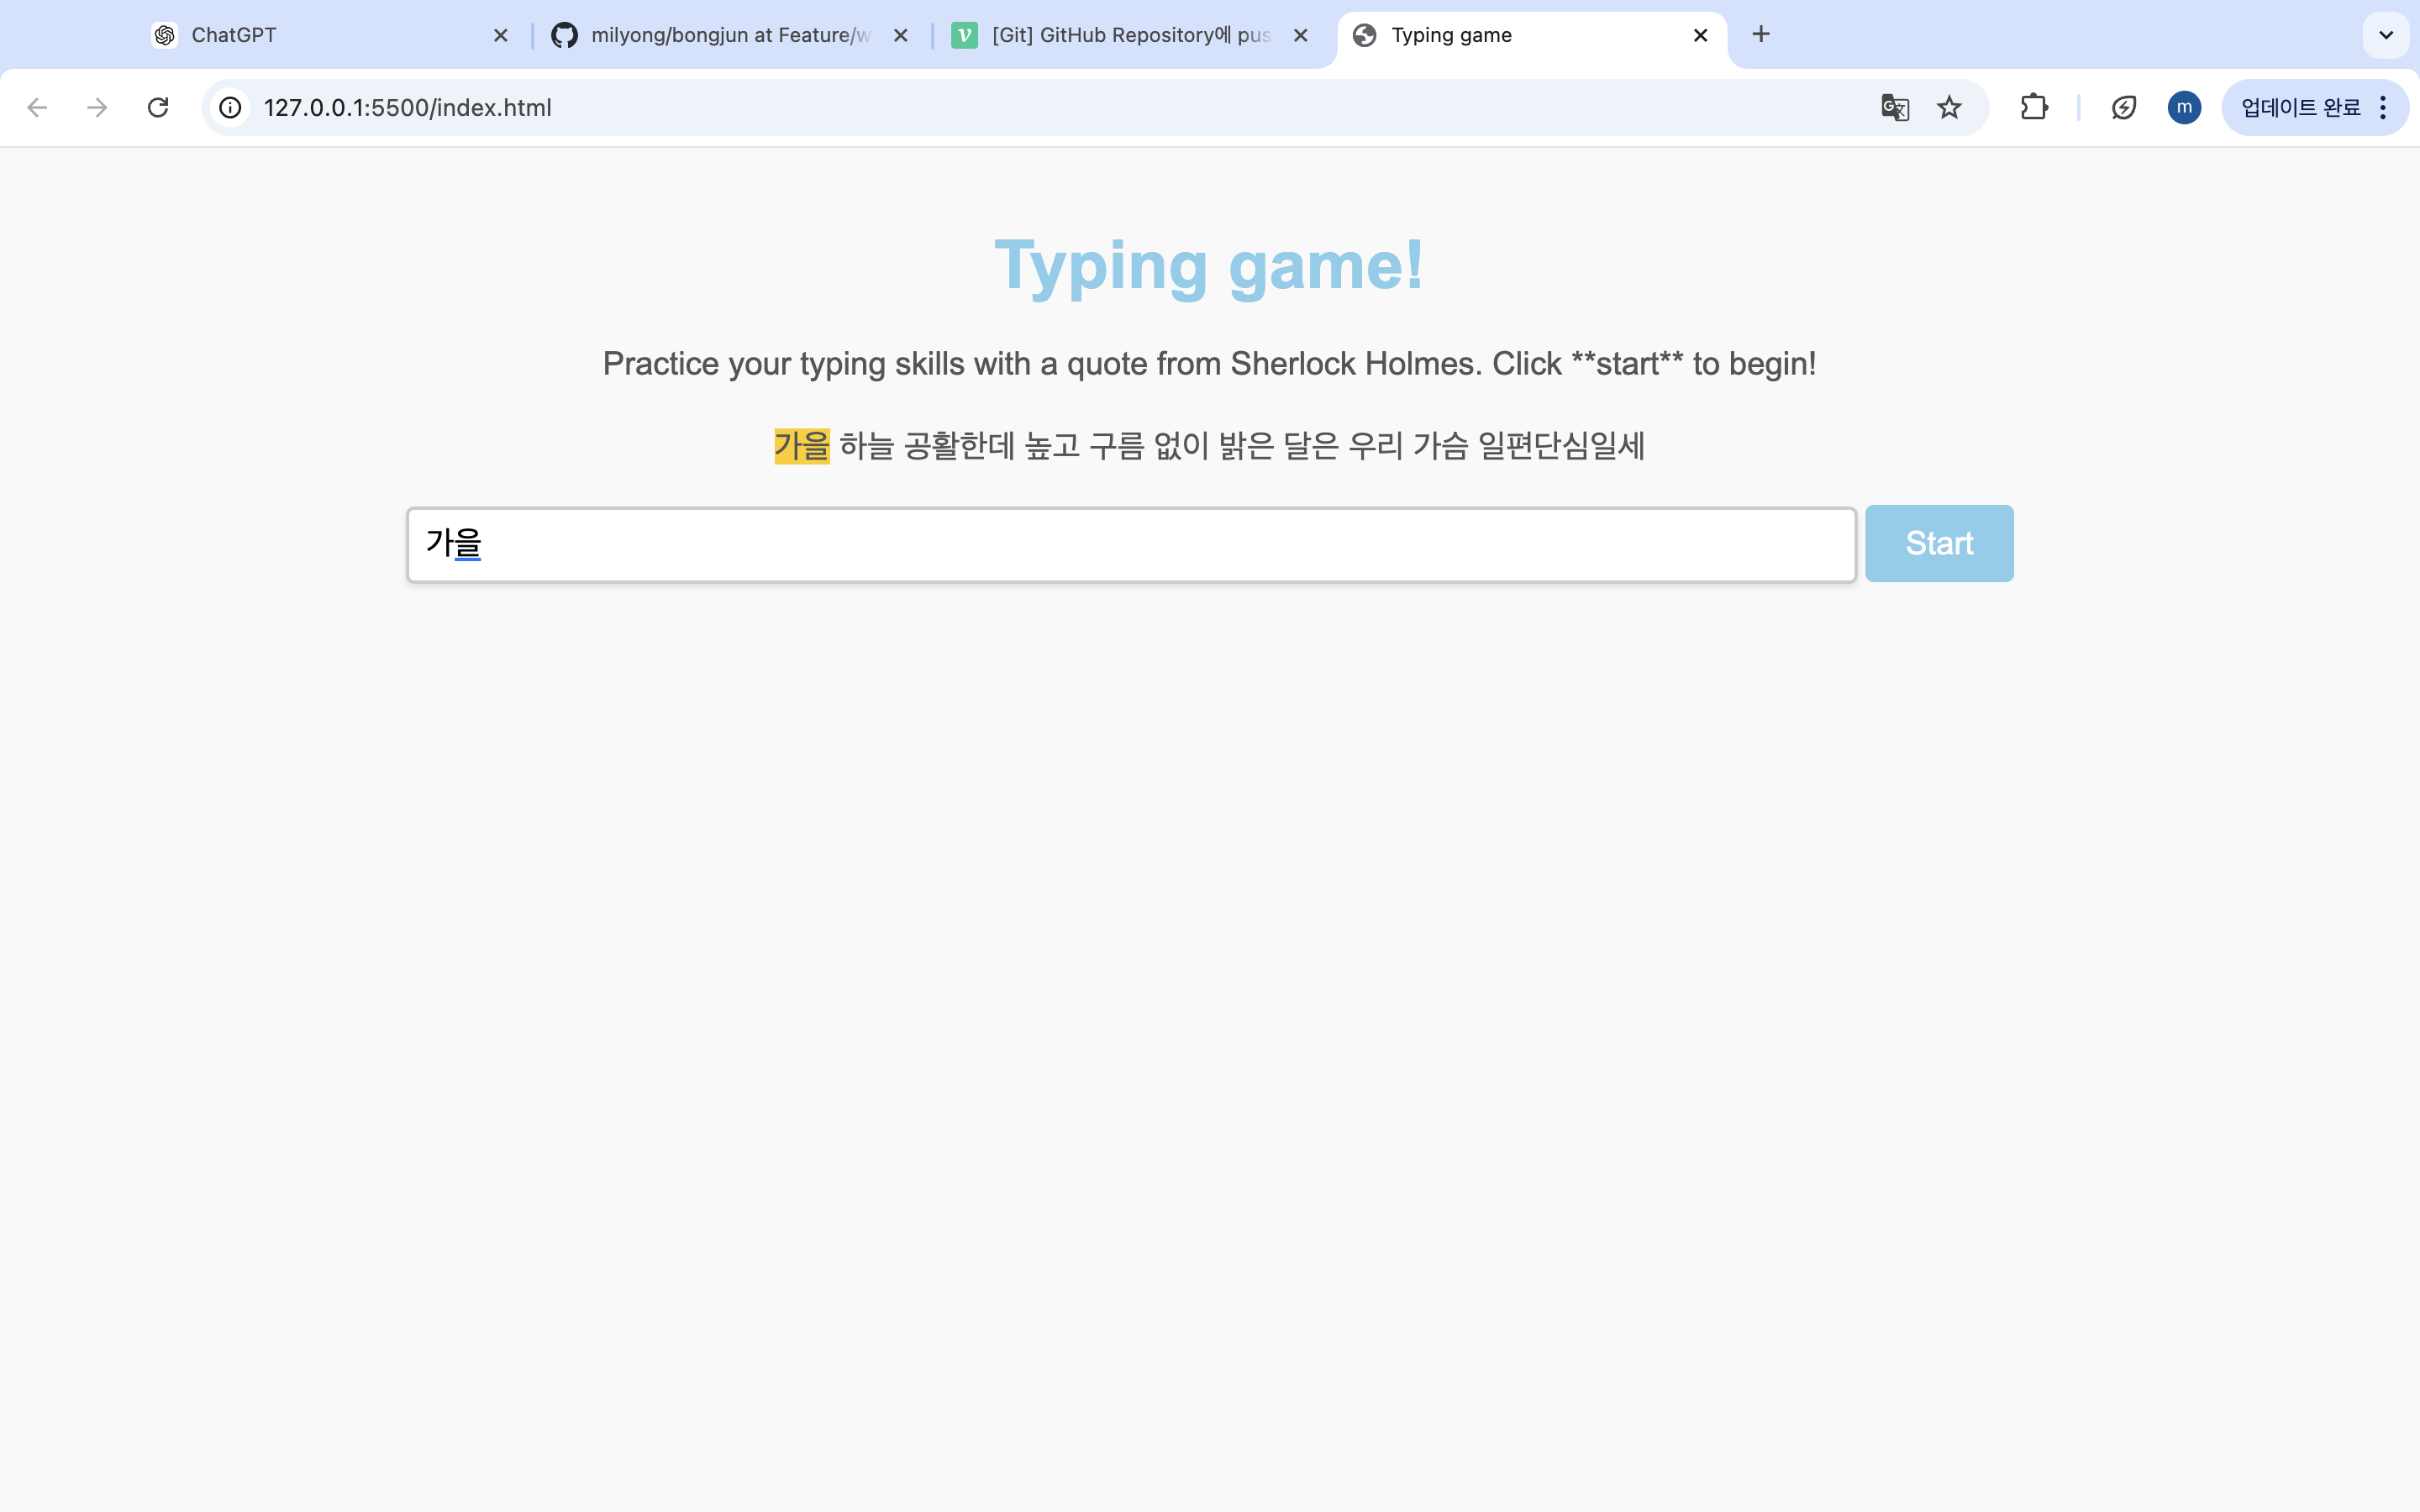 ChatGPT
milyong/bongjun at Feature/w
[Git] GitHub Repository에 pus
Typing game
127.0.0.1:5500/index.html
m
업데이트 완료
Typing game!
Practice your typing skills with a quote from Sherlock Holmes. Click **start** to begin!
가을 하늘 공활한데 높고 구름 없이 밝은 달은 우리 가슴 일편단심일세
가을
Start